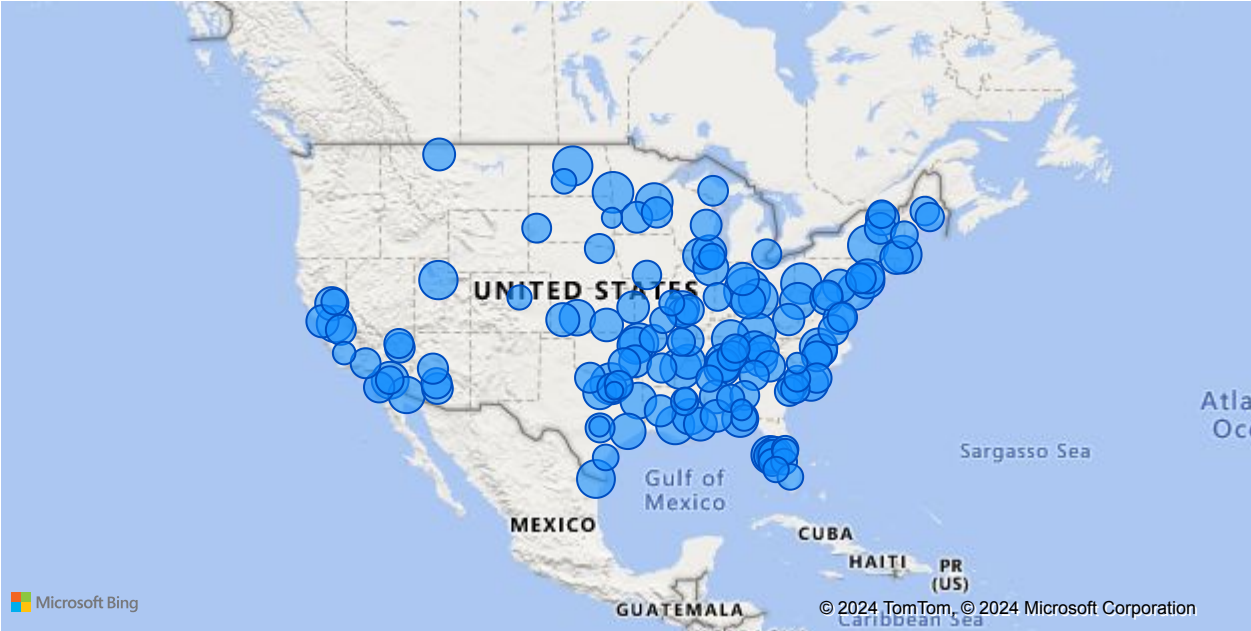 UNITED STATES
Atla
Oc
Sargasso Sea
Gulf of
Mexico
MEXICO
CUBA
HAITI
PR
(US)
GUATEMALA
Microsoft Bing
© 2024 TomTom, © 2024 Microsoft Corporation
Caribbean Sea